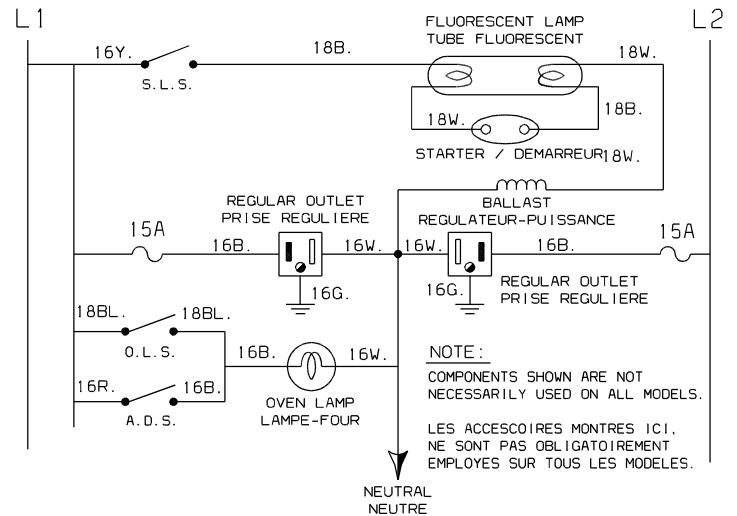 L1
L2
FLUORESCENT LAMP
TUBE FLUORESCENT
16Y.
18B.
18W.
S.L.S.
18W.
18B.
STARTER / DEMARREUR
18W.
REGULAR OUTLET
PRISE REGULIERE
BALLAST
REGULATEUR-PUISSANCE
15A
16B.
16W.
16W.
16B.
15A
16G.
16G.
REGULAR OUTLET
PRISE REGULIERE
18BL.
18BL.
O.L.S.
16B.
16W.
16R.
16B.
A.D.S.
OVEN LAMP
LAMPE-FOUR
NOTE:
COMPONENTS SHOWN ARE NOT
NECESSARILY USED ON ALL MODELS.
LES ACCESCOIRES MONTRES ICI,
NE SONT PAS OBLIGATOIREMENT
EMPLOYES SUR TOUS LES MODELES.
NEUTRAL
NEUTRE